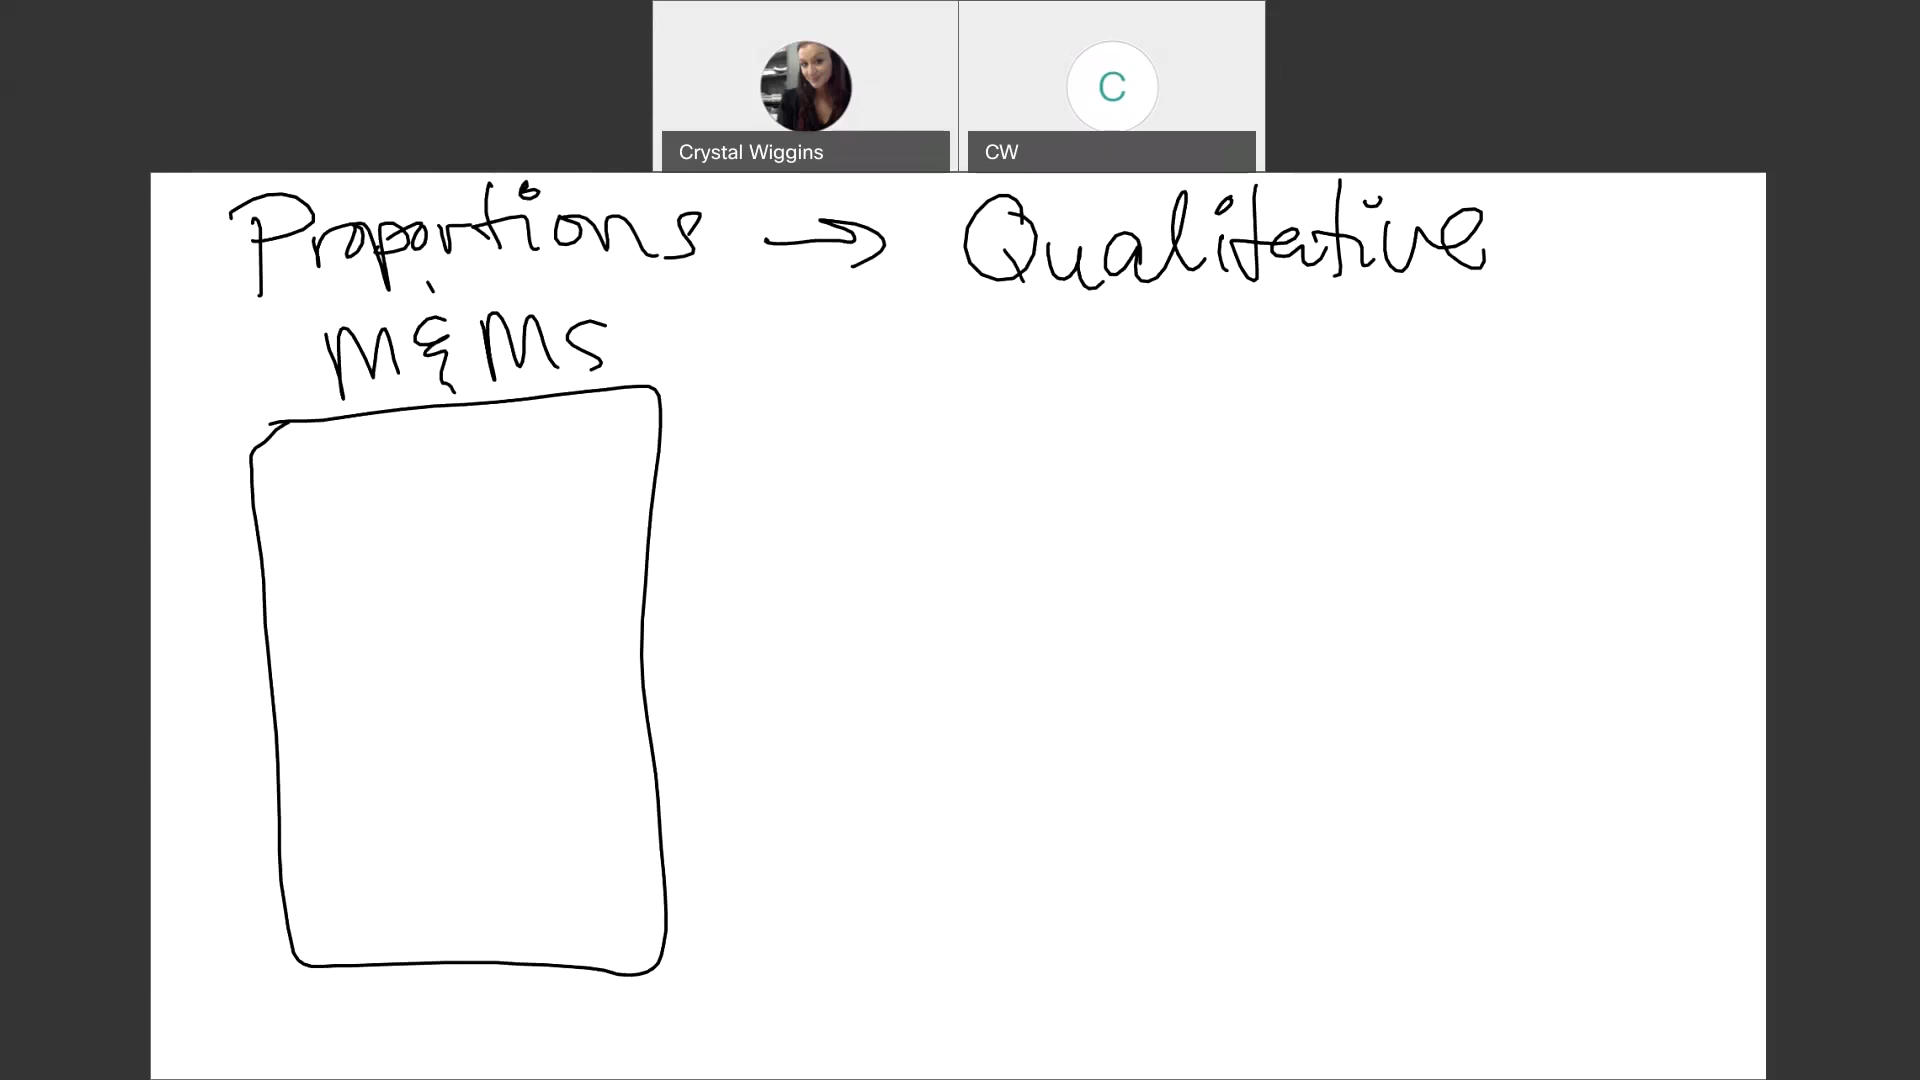 C
Crystal Wiggins
CW
Proportions → Qualitative
M&Ms